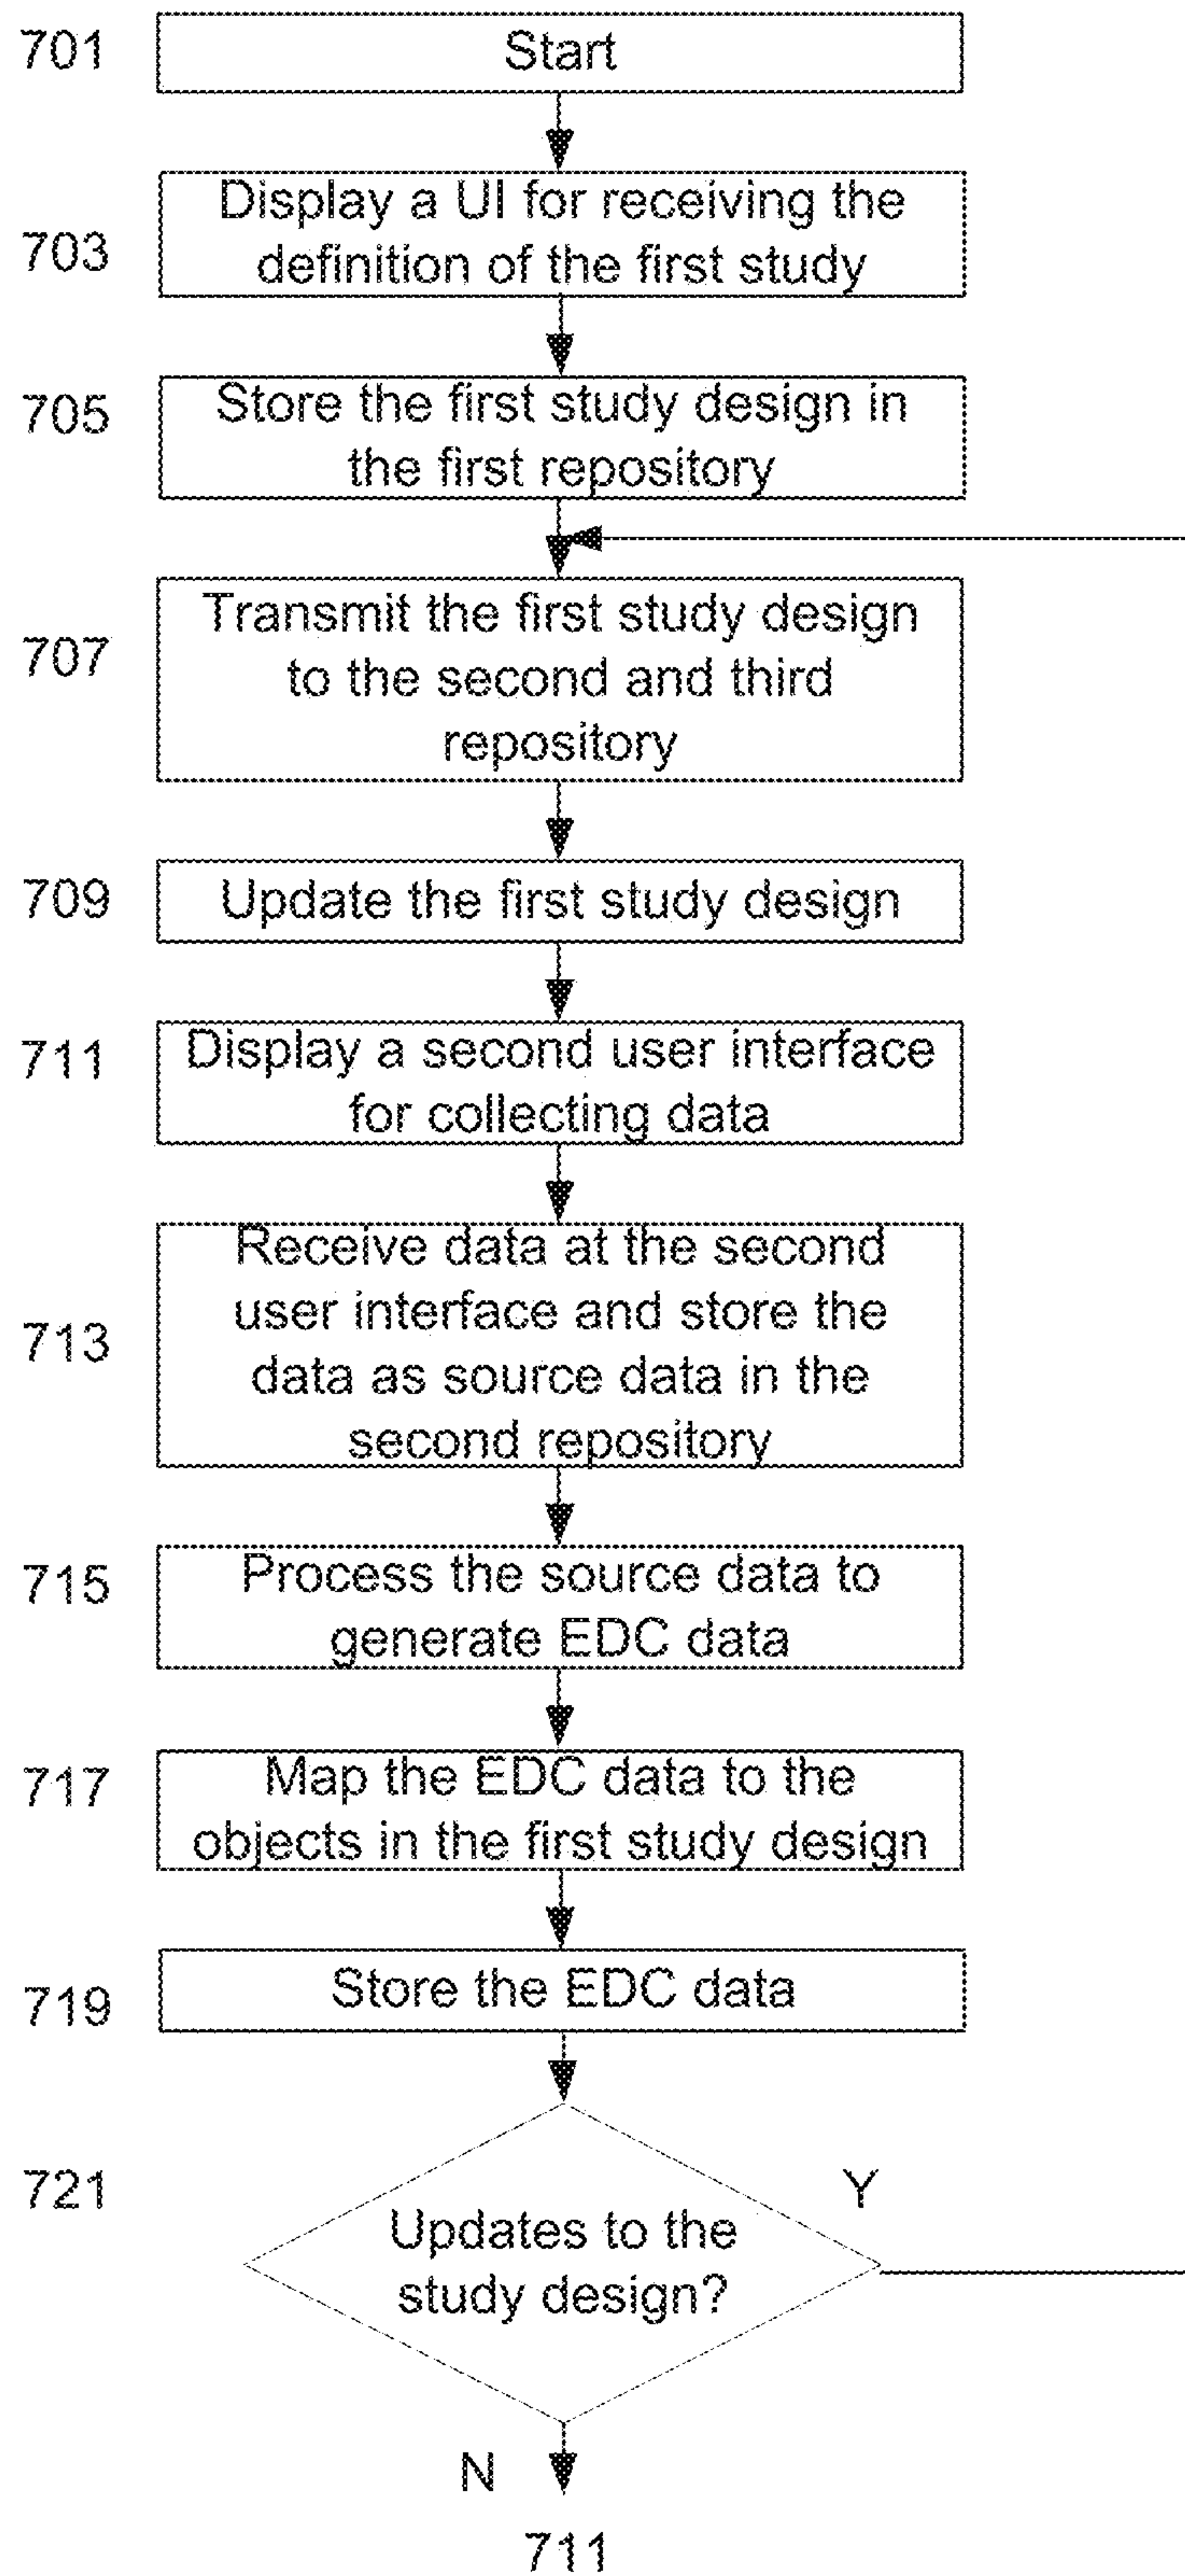 701
Start
703
Display a UI for receiving the
definition of the first study
705
Store the first study design in
the first repository
707
Transmit the first study design
to the second and third
repository
709
Update the first study design
711
Display a second user interface
for collecting data
713
Receive data at the second
user interface and store the
data as source data in the
second repository
715
Process the source data to
generate EDC data
717
Map the EDC data to the
objects in the first study design
719
Store the EDC data
721
Y
Updates to the
study design?
N
711